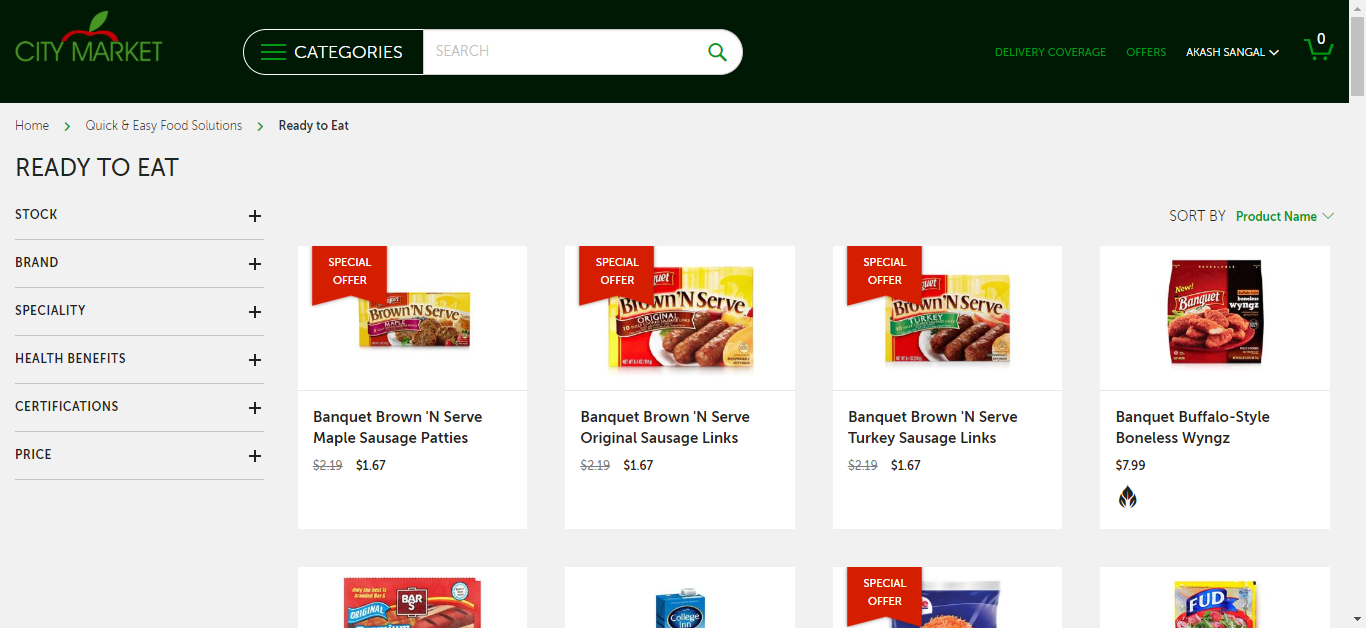 CITY MARKET
CATEGORIES
SEARCH
DELIVERY COVERAGE
OFFERS
AKASH SANGAL
0
Home
Quick & Easy Food Solutions
Ready to Eat
READY TO EAT
STOCK
BRAND
SPECIALITY
HEALTH BENEFITS
CERTIFICATIONS
PRICE
SORT BY Product Name
SPECIAL
OFFER
Brown'N Serve
MAPLE
Banquet Brown 'N Serve
Maple Sausage Patties
$2.19 $1.67
SPECIAL
OFFER
Brown'N Serve
ORIGINAL
Banquet Brown 'N Serve
Original Sausage Links
$2.19 $1.67
SPECIAL
OFFER
Brown'N Serve
TURKEY
Banquet Brown 'N Serve
Turkey Sausage Links
$2.19 $1.67
New!
Banquet
boneless
wyngz
Banquet Buffalo-Style
Boneless Wyngz
$7.99
BAR
S
ORIGINAL
College
Inn
SPECIAL
OFFER
FUD